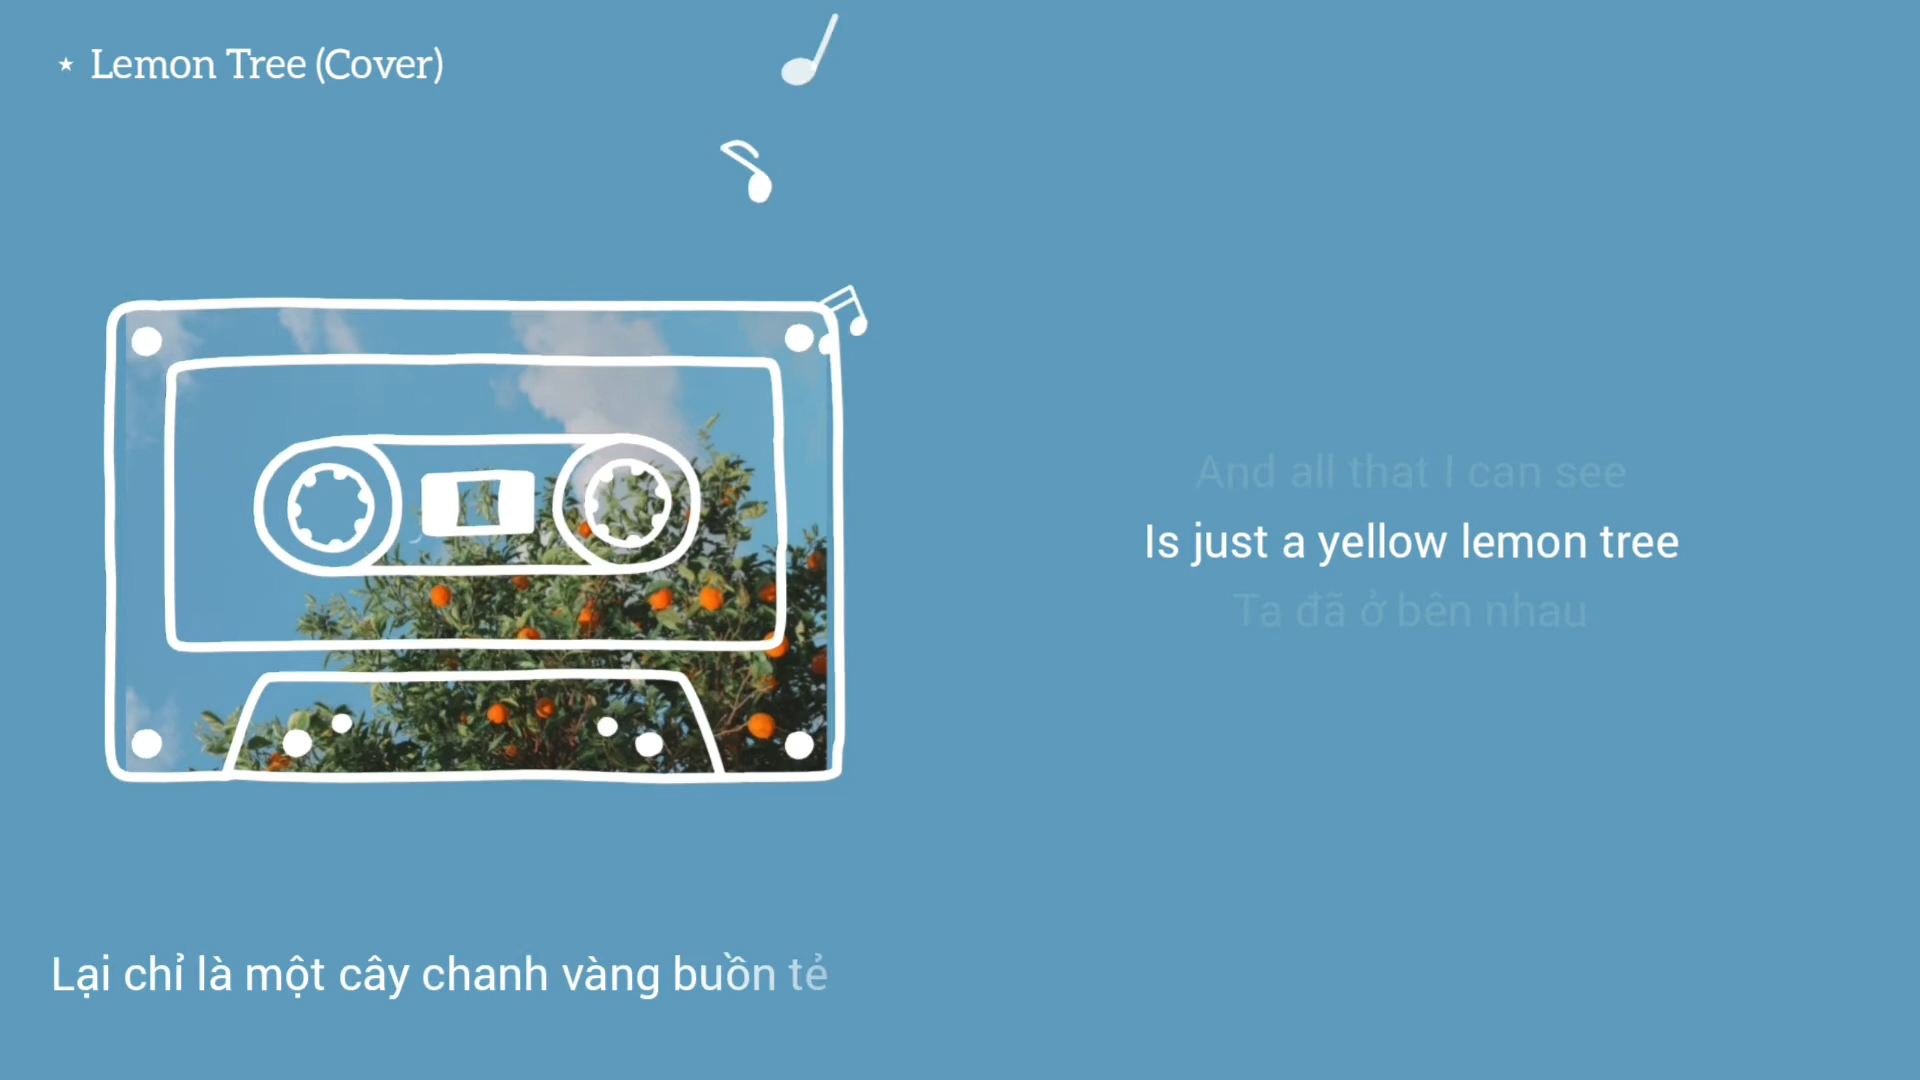 ★ Lemon Tree (Cover)
And all that I can see
Is just a yellow lemon tree
Ta đã ở bên nhau
Lại chỉ là một cây chanh vàng buồn tẻ